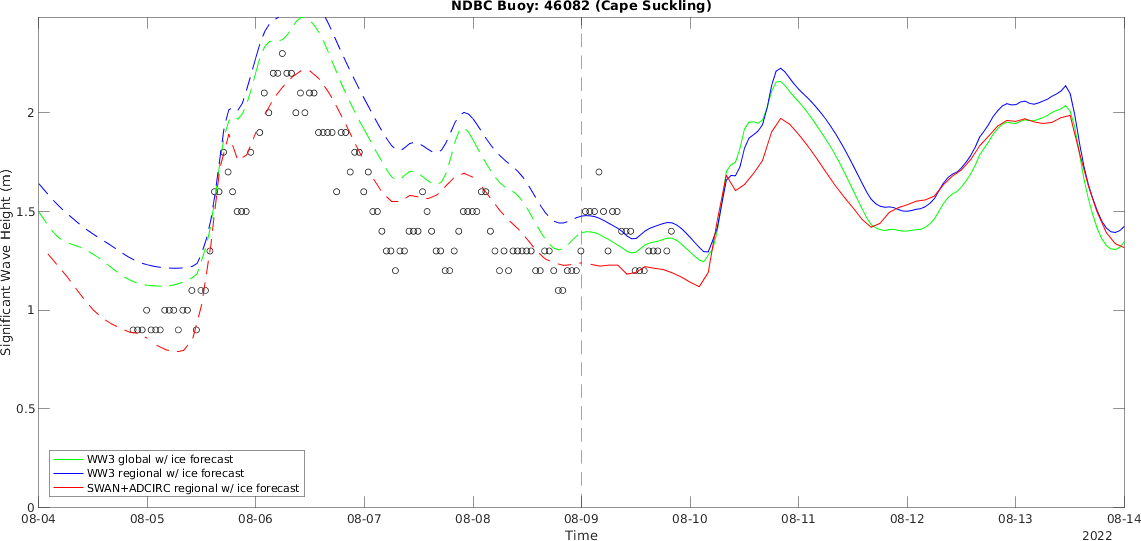 NDBC Buoy: 46082 (Cape Suckling)
Significant Wave Height (m)
2
1.5
1
0.5
0
WW3 global w/ ice forecast
WW3 regional w/ ice forecast
SWAN+ADCIRC regional w/ ice forecast
08-04 08-05 08-06 08-07 08-08 08-09 08-10 08-11 08-12 08-13 08-14
Time
2022